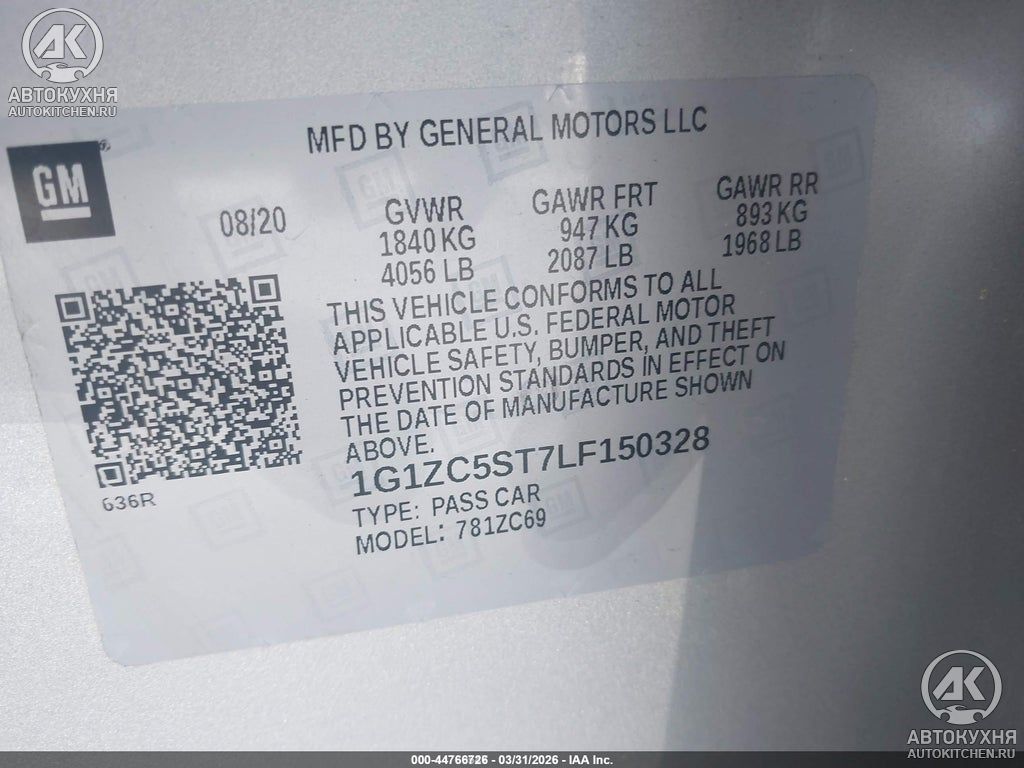 AK
АВТОКУХНЯ
AUTOKITCHEN.RU
MFD BY GENERAL MOTORS LLC
GM
08/20
GVWR
1840 KG
4056 LB
GAWR FRT
947 KG
2087 LB
GAWR RR
893 KG
1968 LB
THIS VEHICLE CONFORMS TO ALL
APPLICABLE U.S. FEDERAL MOTOR
VEHICLE SAFETY, BUMPER, AND THEFT
PREVENTION STANDARDS IN EFFECT ON
THE DATE OF MANUFACTURE SHOWN
ABOVE.
1G1ZC5ST7LF150328
TYPE: PASS CAR
MODEL: 781ZC69
636R
AK
АВТОКУХНЯ
AUTOKITCHEN.RU
03/31/2026 - IAA Inc.